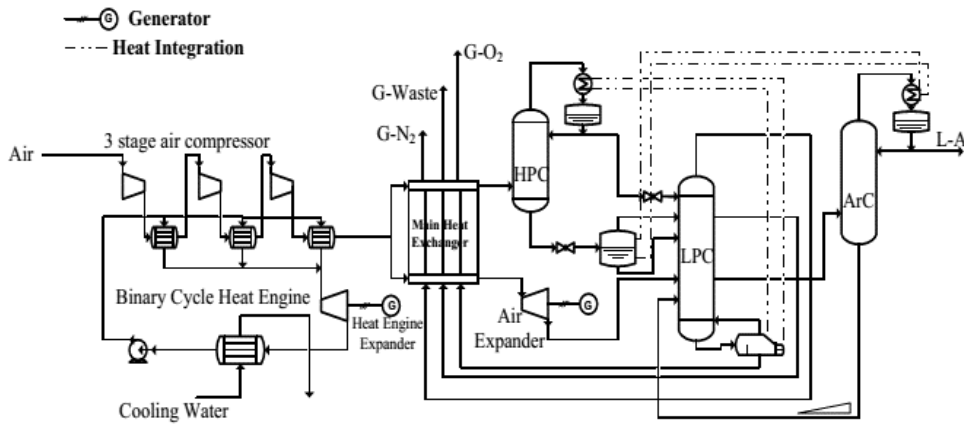 G Generator
Heat Integration
G-O₂
G-Waste
G-N₂
3 stage air compressor
Air
HPC
L-A
ArC
Main Heat
Exchanger
LPC
Binary Cycle Heat Engine
G
Heat Engine
Expander
Air
Expander
G
Cooling Water